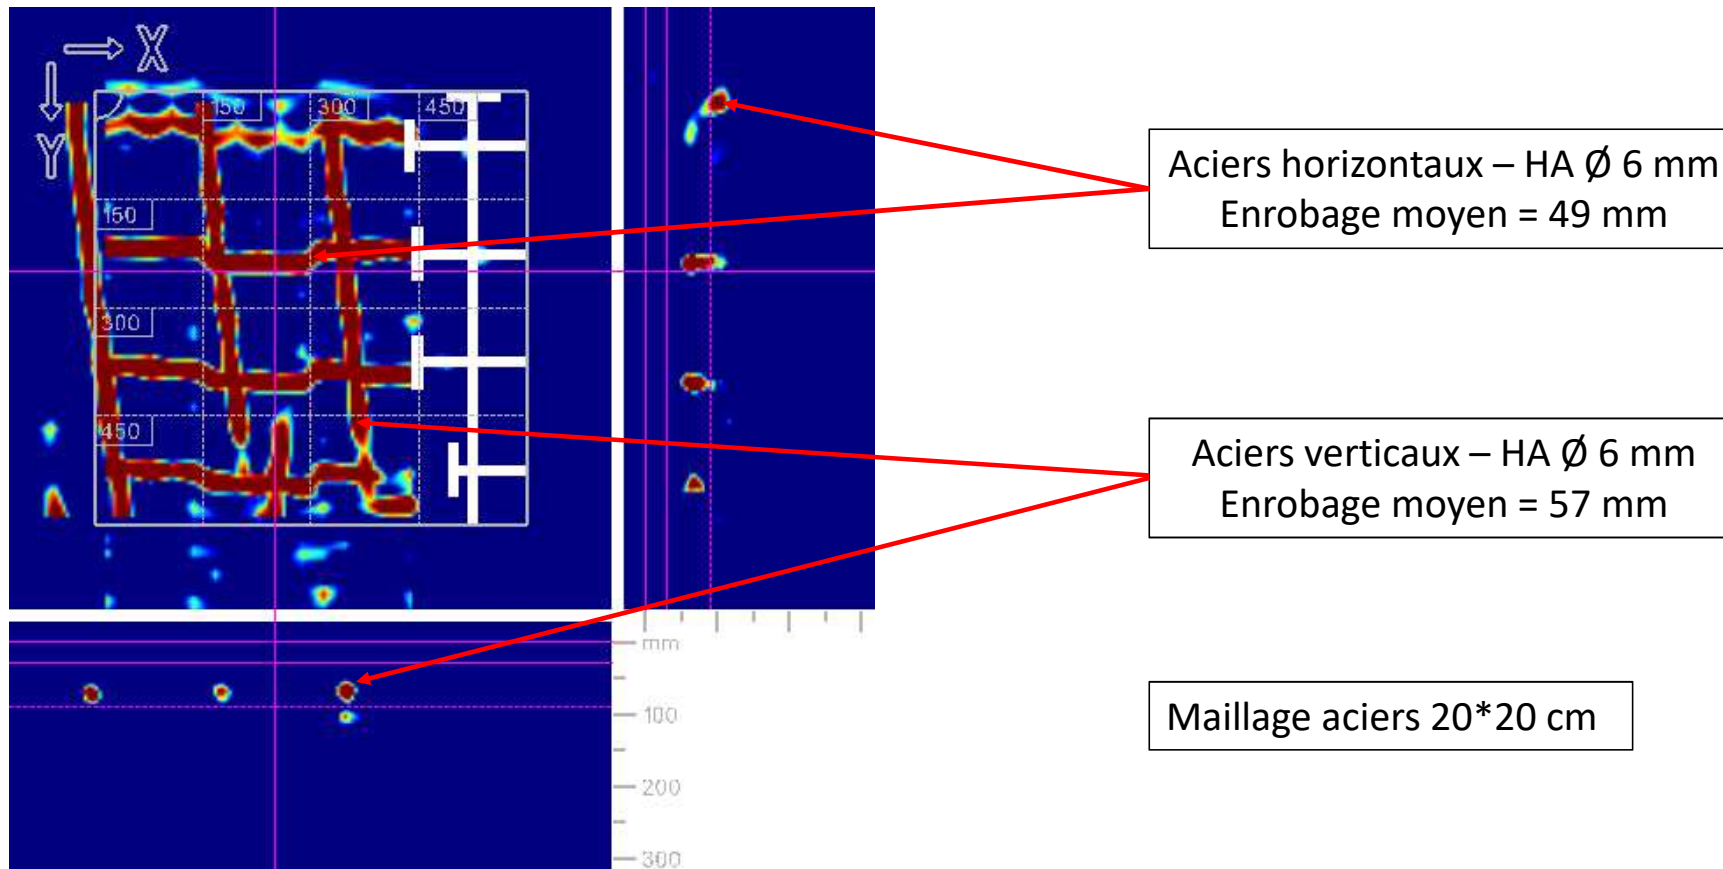 X
Y
150
300
450
150
300
450
Aciers horizontaux – HA Ø 6 mm
Enrobage moyen = 49 mm
Aciers verticaux – HA Ø 6 mm
Enrobage moyen = 57 mm
mm
100
200
300
Maillage aciers 20*20 cm